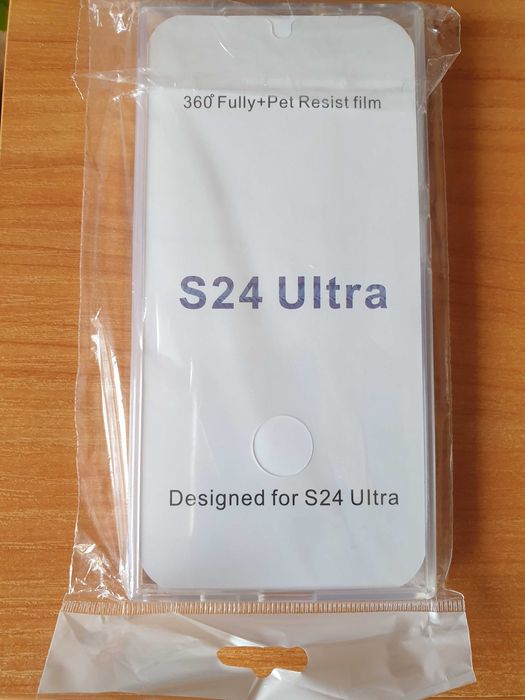 360°Fully+Pet Resist film
S24 Ultra
Designed for S24 Ultra